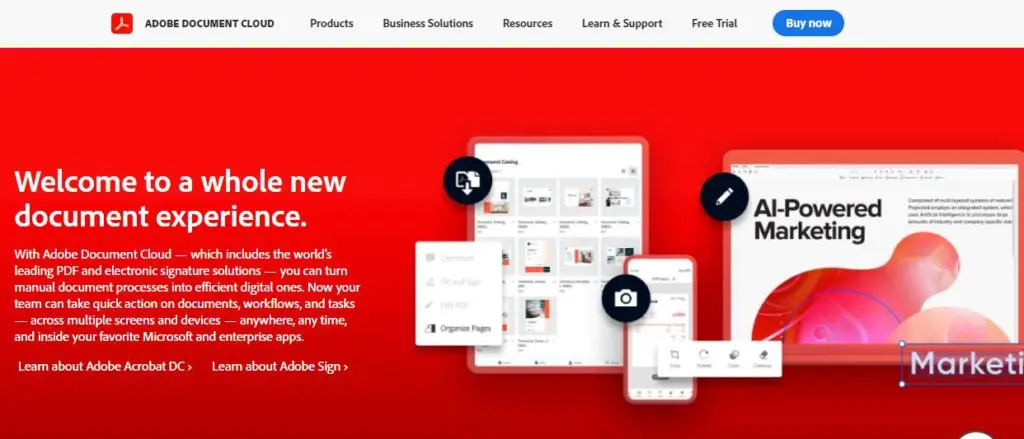 ADOBE DOCUMENT CLOUD Products Business Solutions Resources Learn & Support Free Trial Buy now
Welcome to a whole new
document experience.
With Adobe Document Cloud — which includes the world's
leading PDF and electronic signature solutions — you can turn
manual document processes into efficient digital ones. Now your
team can take quick action on documents, workflows, and tasks
— across multiple screens and devices — anywhere, any time,
and inside your favorite Microsoft and enterprise apps.
Learn about Adobe Acrobat DC › Learn about Adobe Sign ›
Comment
Fill and Sign
Edit PDF
Organize Pages
Crop Rotate Color Cleanup
AI-Powered
Marketing
Marketi